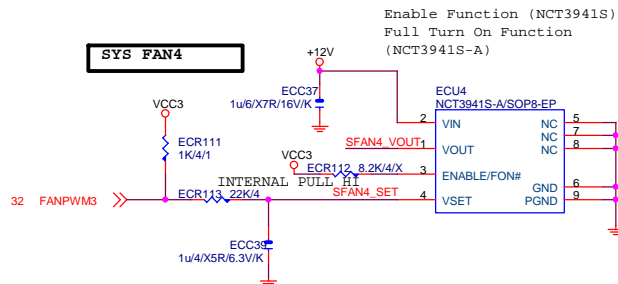 Enable Function (NCT3941S)
Full Turn On Function
(NCT3941S-A)
SYS FAN4
+12V
ECC37
1u/6/X7R/16V/K
ECU4
NCT3941S-A/SOP8-EP
VCC3
ECR111
1K/4/1
2 VIN
NC 5
NC 7
SFAN4_VOUT 1 VOUT
NC 8
VCC3
ECR112 8.2K/4/X
3 ENABLE/FON#
INTERNAL PULL HI
GND 6
32 FANPWM3
ECR113 22K/4
SFAN4_SET
4 VSET
PGND 9
ECC39
1u/4/X5R/6.3V/K